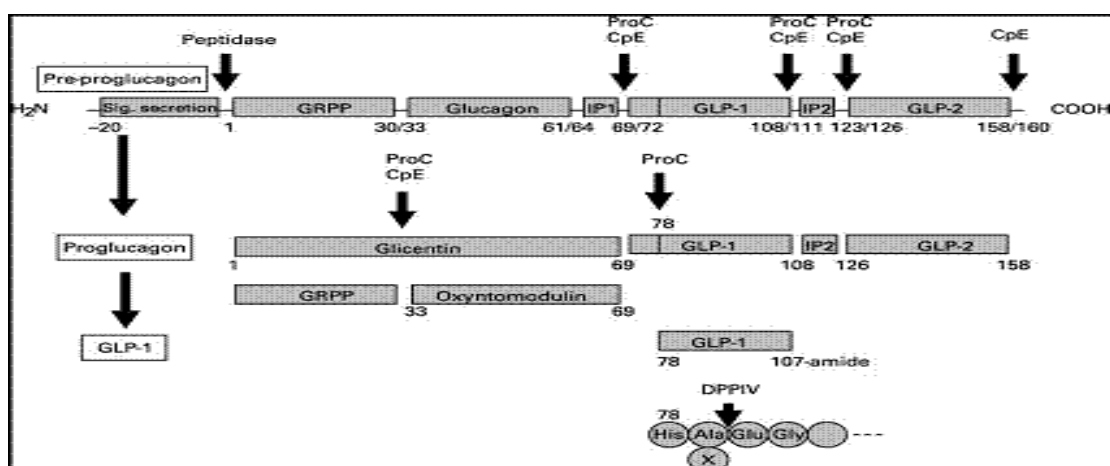 ProC ProC ProC
CpE CpE CpE CpE
Peptidase
Pre-proglucagon
H₂N Sig. secretion GRPP Glucagon IP1 GLP-1 IP2 GLP-2 COOH
–20 1 30/33 61/64 69/72 108/111 123/126 158/160
ProC ProC
CpE
78
Proglucagon Glicentin GLP-1 IP2 GLP-2
1 69 108 126 158
GRPP Oxyntomodulin
33 69
GLP-1 GLP-1
78 107-amide
DPPIV
78
His Ala Glu Gly ---
X